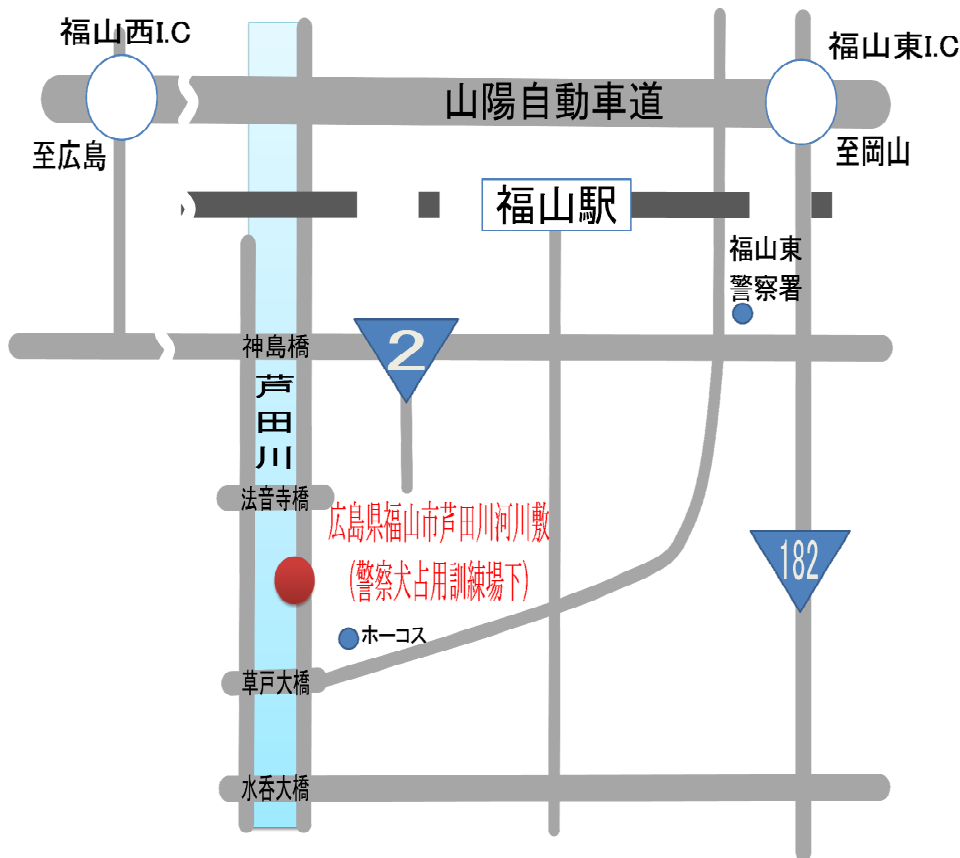 福山西I.C
福山東I.C
山陽自動車道
至広島
至岡山
福山駅
福山東
警察署
神島橋
2
芦田川
法音寺橋
広島県福山市芦田川河川敷
(警察犬占用訓練場下)
182
ホーコス
草戸大橋
水呑大橋